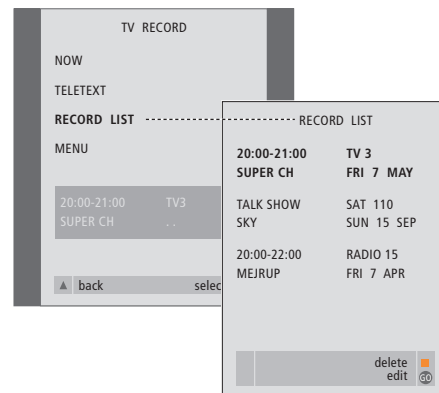 TV RECORD
NOW
TELETEXT
RECORD LIST
MENU
20:00-21:00 TV3
SUPER CH . .
back selec
RECORD LIST
20:00-21:00 TV 3
SUPER CH FRI 7 MAY
TALK SHOW SAT 110
SKY SUN 15 SEP
20:00-22:00 RADIO 15
MEJRUP FRI 7 APR
delete
edit GO